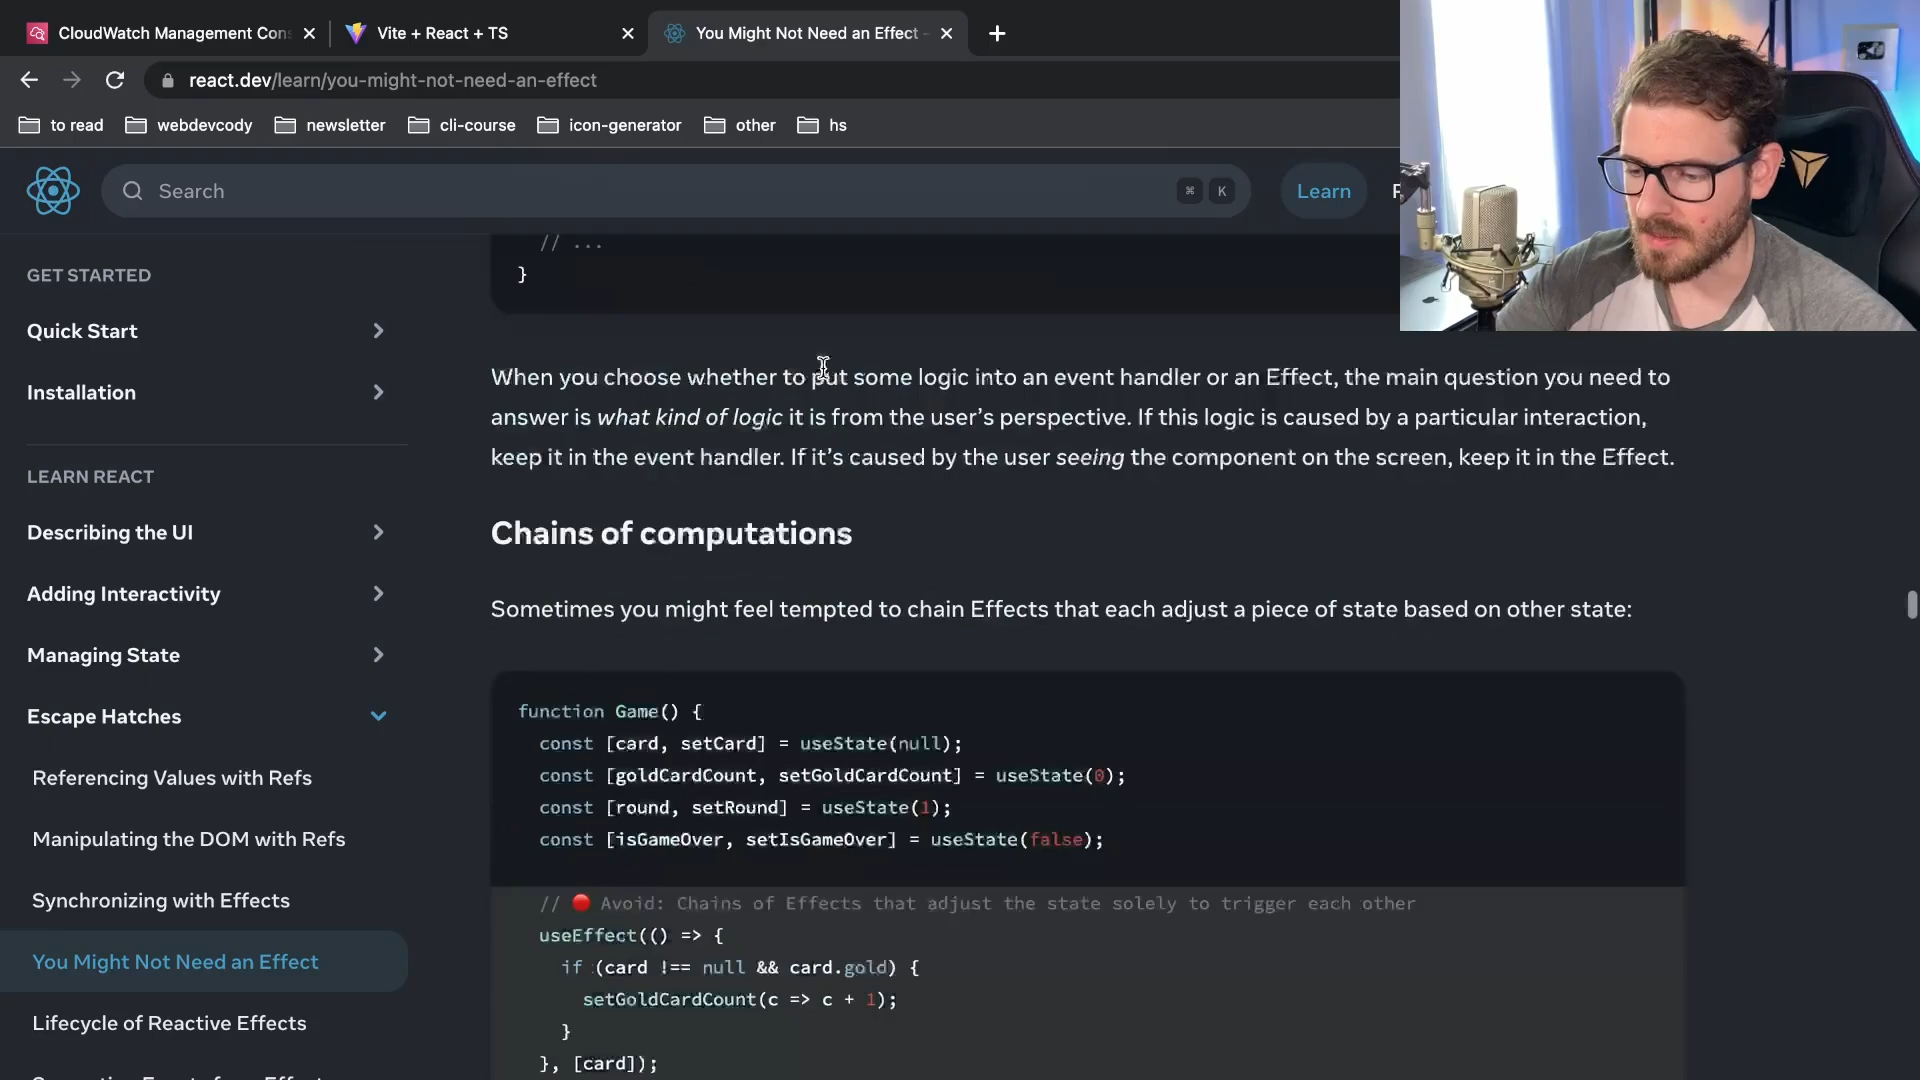 CloudWatch Management Cons
Vite + React + TS
You Might Not Need an Effect -
react.dev/learn/you-might-not-need-an-effect
to read
webdevcody
newsletter
cli-course
icon-generator
other
hs
Search
⌘ K
Learn
GET STARTED
Quick Start
Installation
LEARN REACT
Describing the UI
Adding Interactivity
Managing State
Escape Hatches
Referencing Values with Refs
Manipulating the DOM with Refs
Synchronizing with Effects
You Might Not Need an Effect
Lifecycle of Reactive Effects
// ...
}
When you choose whether to put some logic into an event handler or an Effect, the main question you need to
answer is what kind of logic it is from the user’s perspective. If this logic is caused by a particular interaction,
keep it in the event handler. If it’s caused by the user seeing the component on the screen, keep it in the Effect.
Chains of computations
Sometimes you might feel tempted to chain Effects that each adjust a piece of state based on other state:
function Game() {
const [card, setCard] = useState(null);
const [goldCardCount, setGoldCardCount] = useState(0);
const [round, setRound] = useState(1);
const [isGameOver, setIsGameOver] = useState(false);
// 🔴 Avoid: Chains of Effects that adjust the state solely to trigger each other
useEffect(() => {
if (card !== null && card.gold) {
setGoldCardCount(c => c + 1);
}
}, [card]);